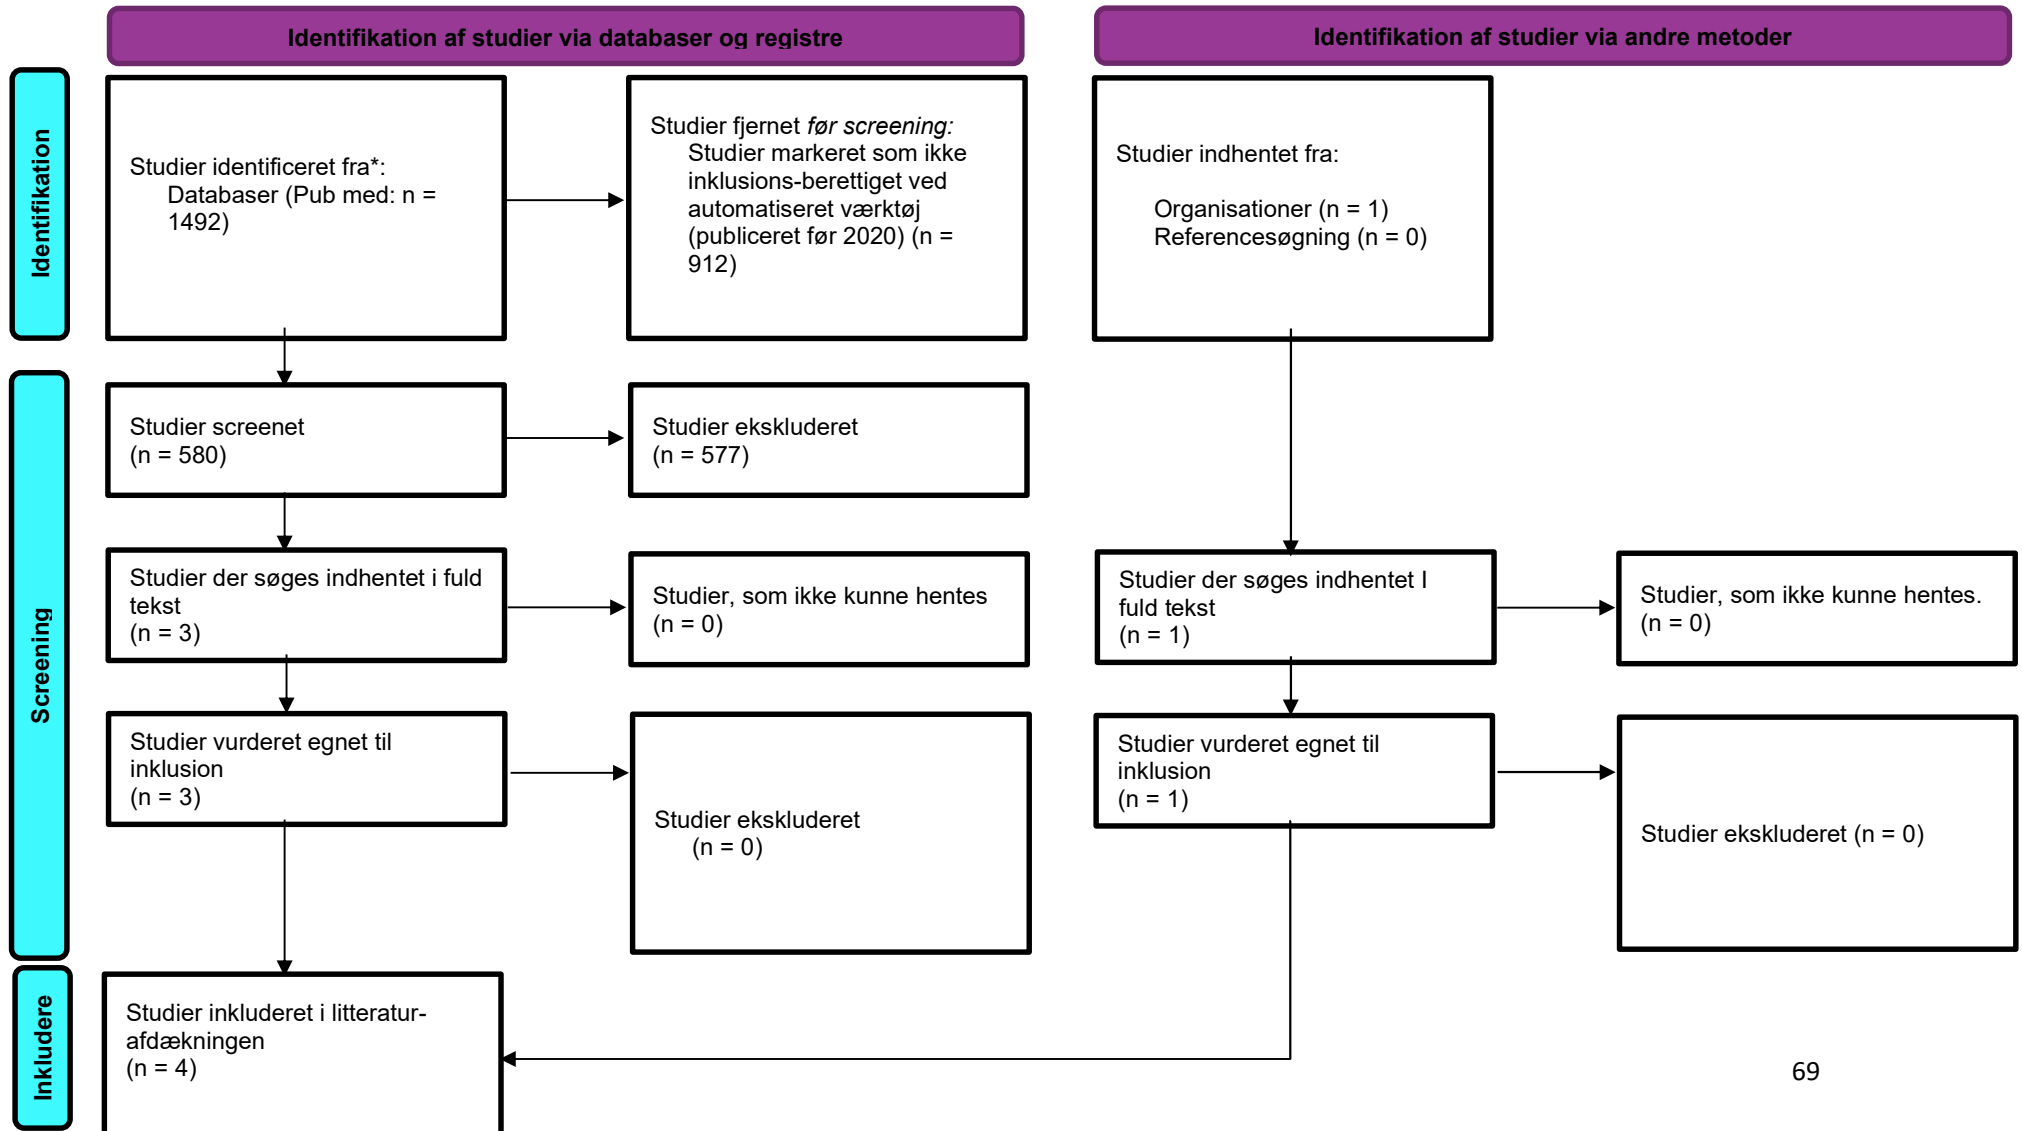 Identifikation af studier via databaser og registre
Identifikation af studier via andre metoder
Identifikation
Studier identificeret fra*:
Databaser (Pub med: n =
1492)
Studier fjernet før screening:
Studier markeret som ikke
inklusions-berettiget ved
automatiseret værktøj
(publiceret før 2020) (n =
912)
Studier indhentet fra:
Organisationer (n = 1)
Referencesøgning (n = 0)
Screening
Studier screenet
(n = 580)
Studier ekskluderet
(n = 577)
Studier der søges indhentet i fuld
tekst
(n = 3)
Studier, som ikke kunne hentes
(n = 0)
Studier der søges indhentet I
fuld tekst
(n = 1)
Studier, som ikke kunne hentes.
(n = 0)
Studier vurderet egnet til
inklusion
(n = 3)
Studier ekskluderet
(n = 0)
Studier vurderet egnet til
inklusion
(n = 1)
Studier ekskluderet (n = 0)
Inkludere
Studier inkluderet i litteratur-
afdækningen
(n = 4)
69